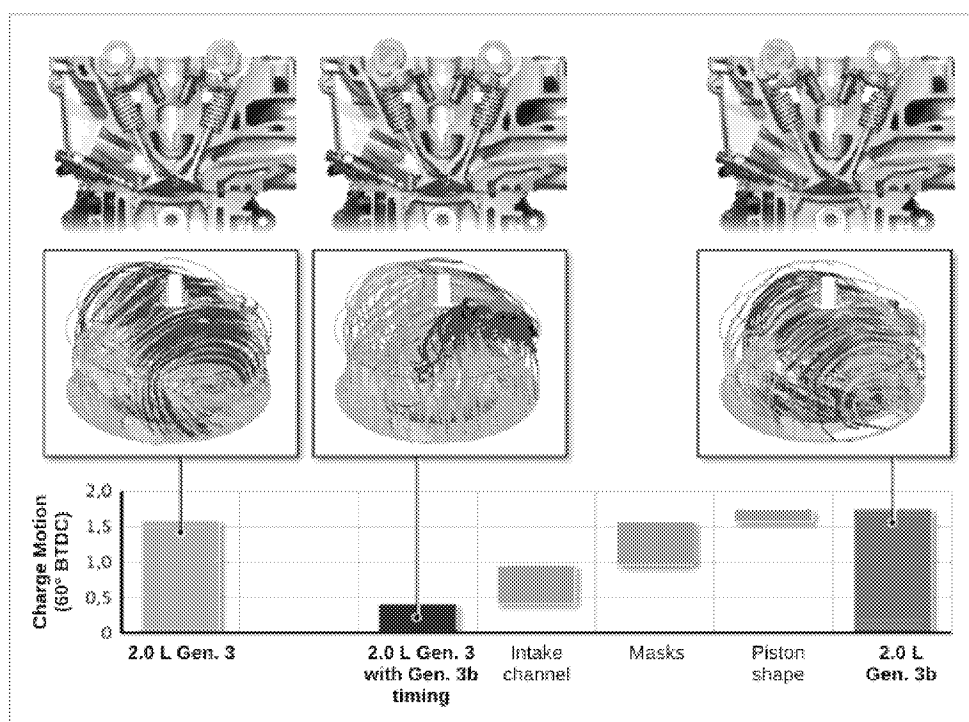 Charge Motion
(60° BTDC)
2,0
1,5
1,0
0,5
0
2.0 L Gen. 3
2.0 L Gen. 3
with Gen. 3b
timing
Intake
channel
Masks
Piston
shape
2.0 L
Gen. 3b